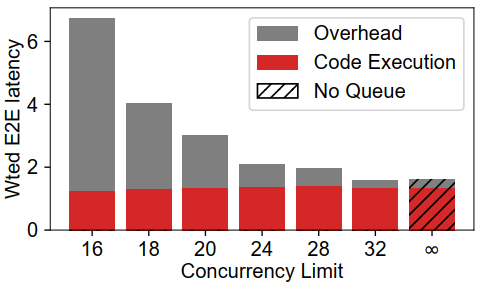 Overhead
Code Execution
No Queue
Wted E2E latency
6
4
2
0
16 18 20 24 28 32 ∞
Concurrency Limit